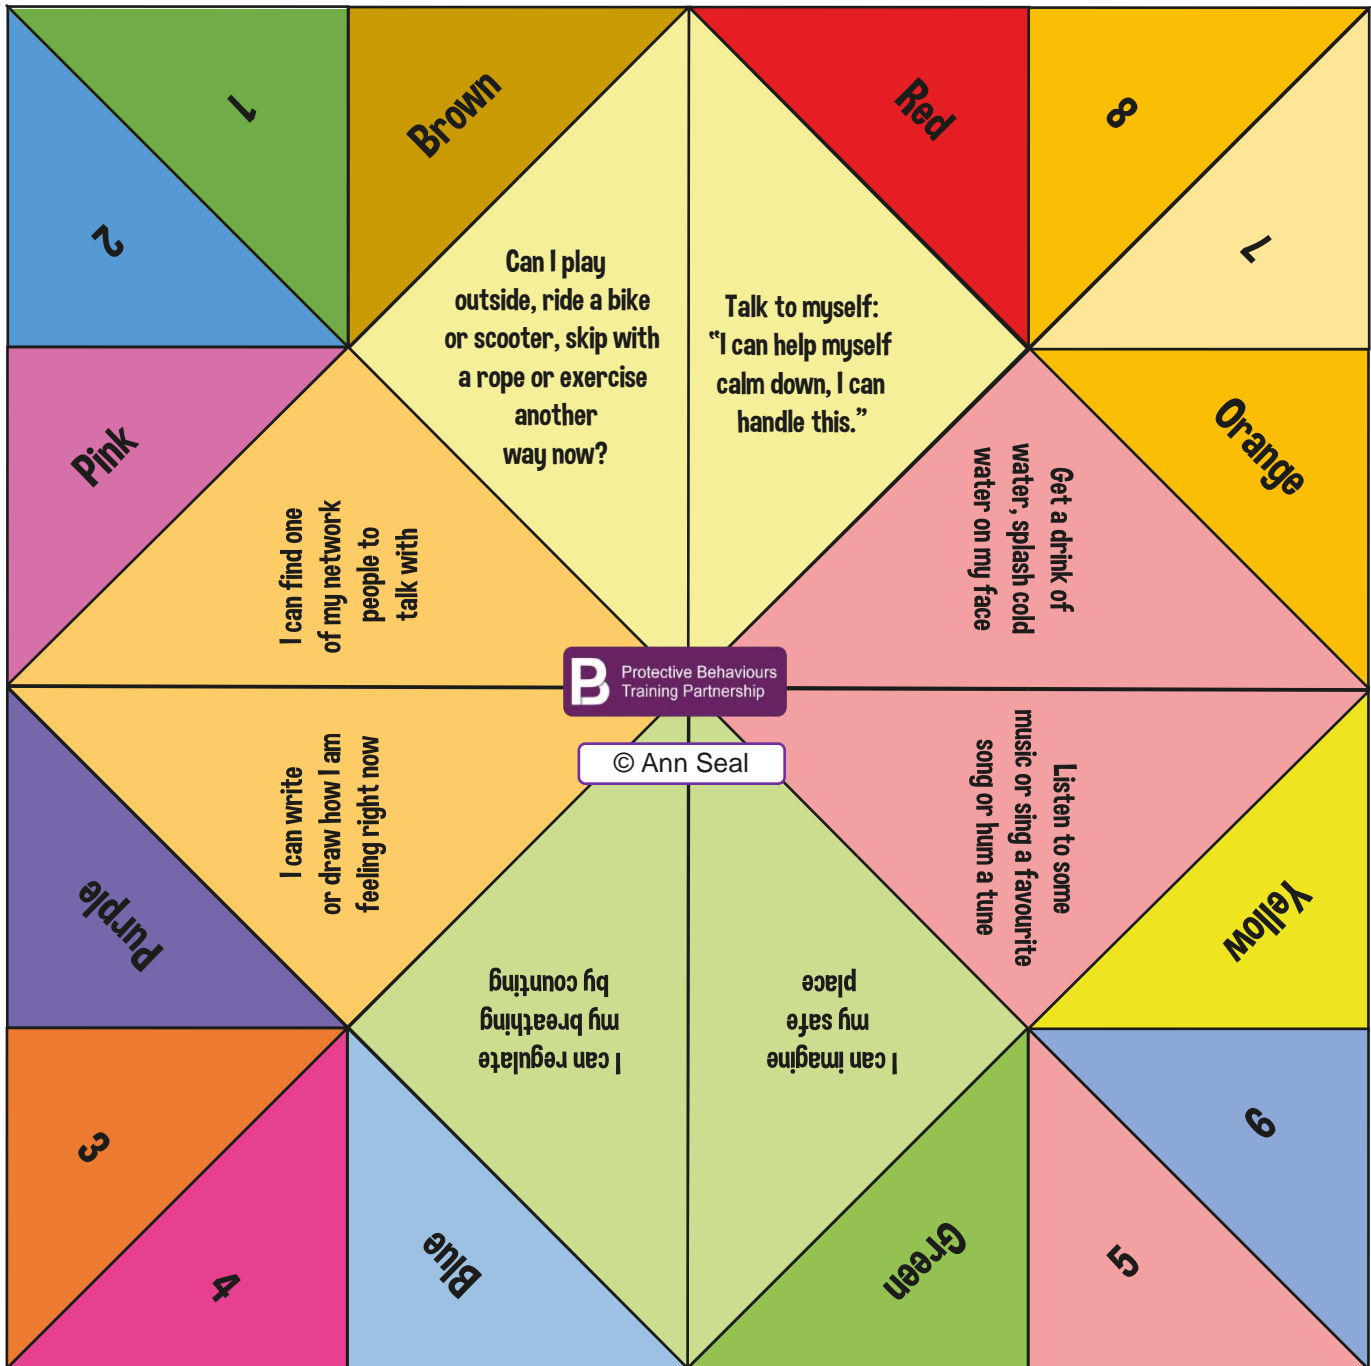 1
Brown
Red
8
2
7
Can I play
outside, ride a bike
or scooter, skip with
a rope or exercise
another
way now?
Talk to myself:
“I can help myself
calm down, I can
handle this.”
Pink
Orange
I can find one
of my network
people to
talk with
Get a drink of
water, splash cold
water on my face
B Protective Behaviours
Training Partnership
© Ann Seal
I can write
or draw how I am
feeling right now
Listen to some
music or sing a favourite
song or hum a tune
Purple
Yellow
I can regulate
my breathing
by counting
I can imagine
my safe
place
3
6
4
Blue
Green
5